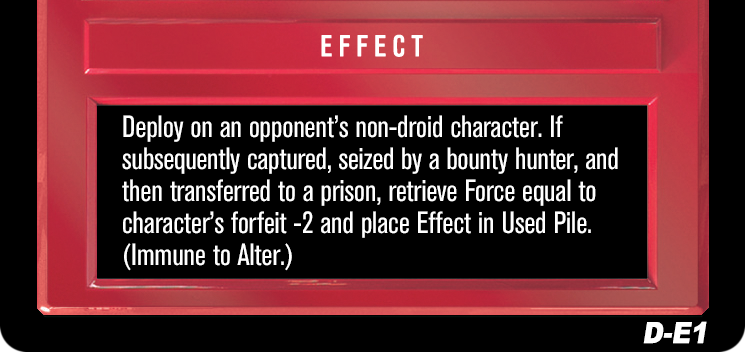 EFFECT
Deploy on an opponent's non-droid character. If
subsequently captured, seized by a bounty hunter, and
then transferred to a prison, retrieve Force equal to
character's forfeit -2 and place Effect in Used Pile.
(Immune to Alter.)
D-E1